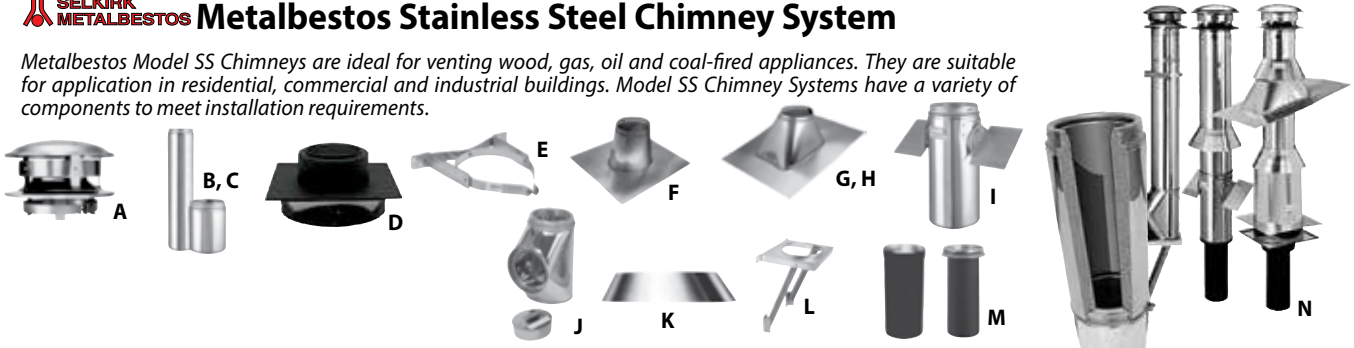 SELKIRK
METALBESTOS Metalbestos Stainless Steel Chimney System
Metalbestos Model SS Chimneys are ideal for venting wood, gas, oil and coal-fired appliances. They are suitable
for application in residential, commercial and industrial buildings. Model SS Chimney Systems have a variety of
components to meet installation requirements.
A
B, C
D
E
F
G, H
I
J
K
L
M
N